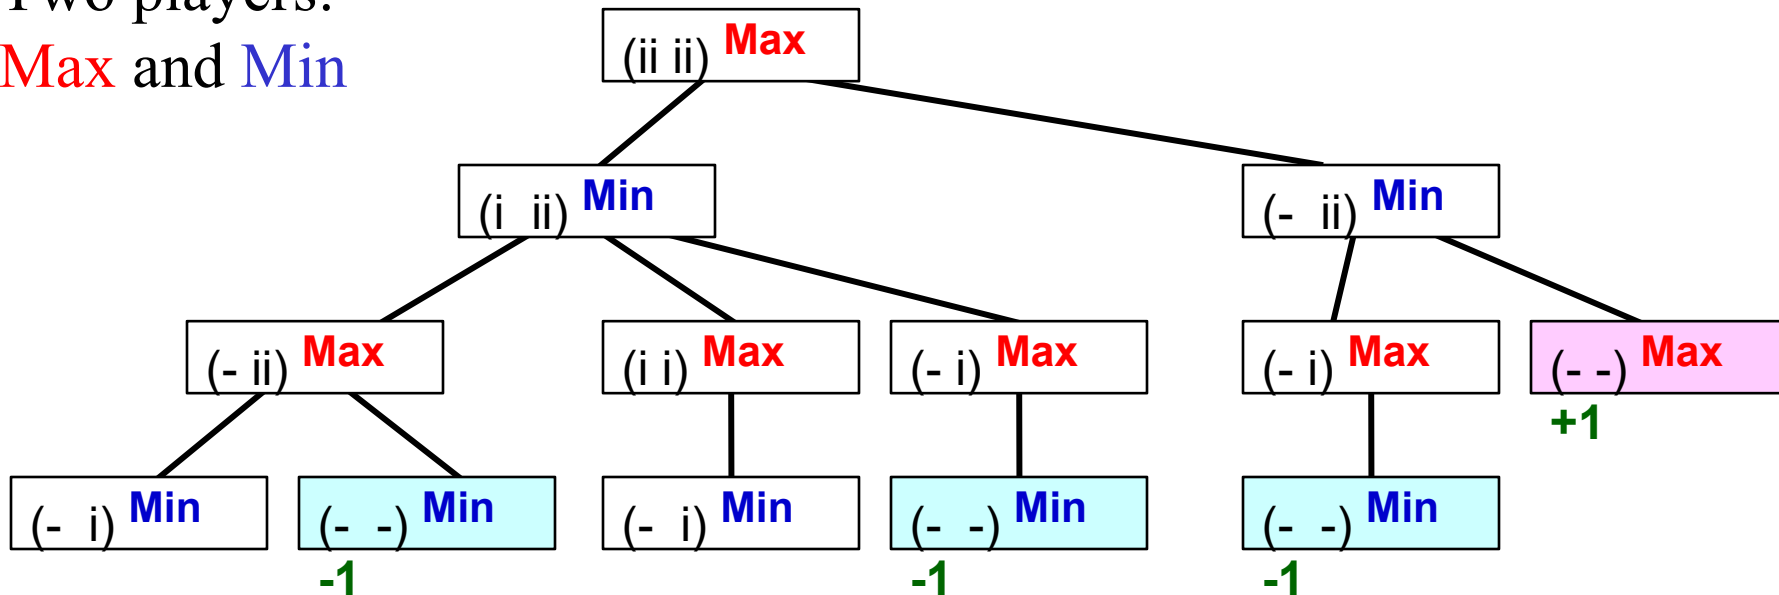 Two players:
Max and Min
(ii ii) Max
(i ii) Min
(- ii) Min
(- ii) Max
(i i) Max
(- i) Max
(- i) Max
(- -) Max
+1
(- i) Min
(- -) Min
(- i) Min
(- -) Min
(- -) Min
-1
-1
-1